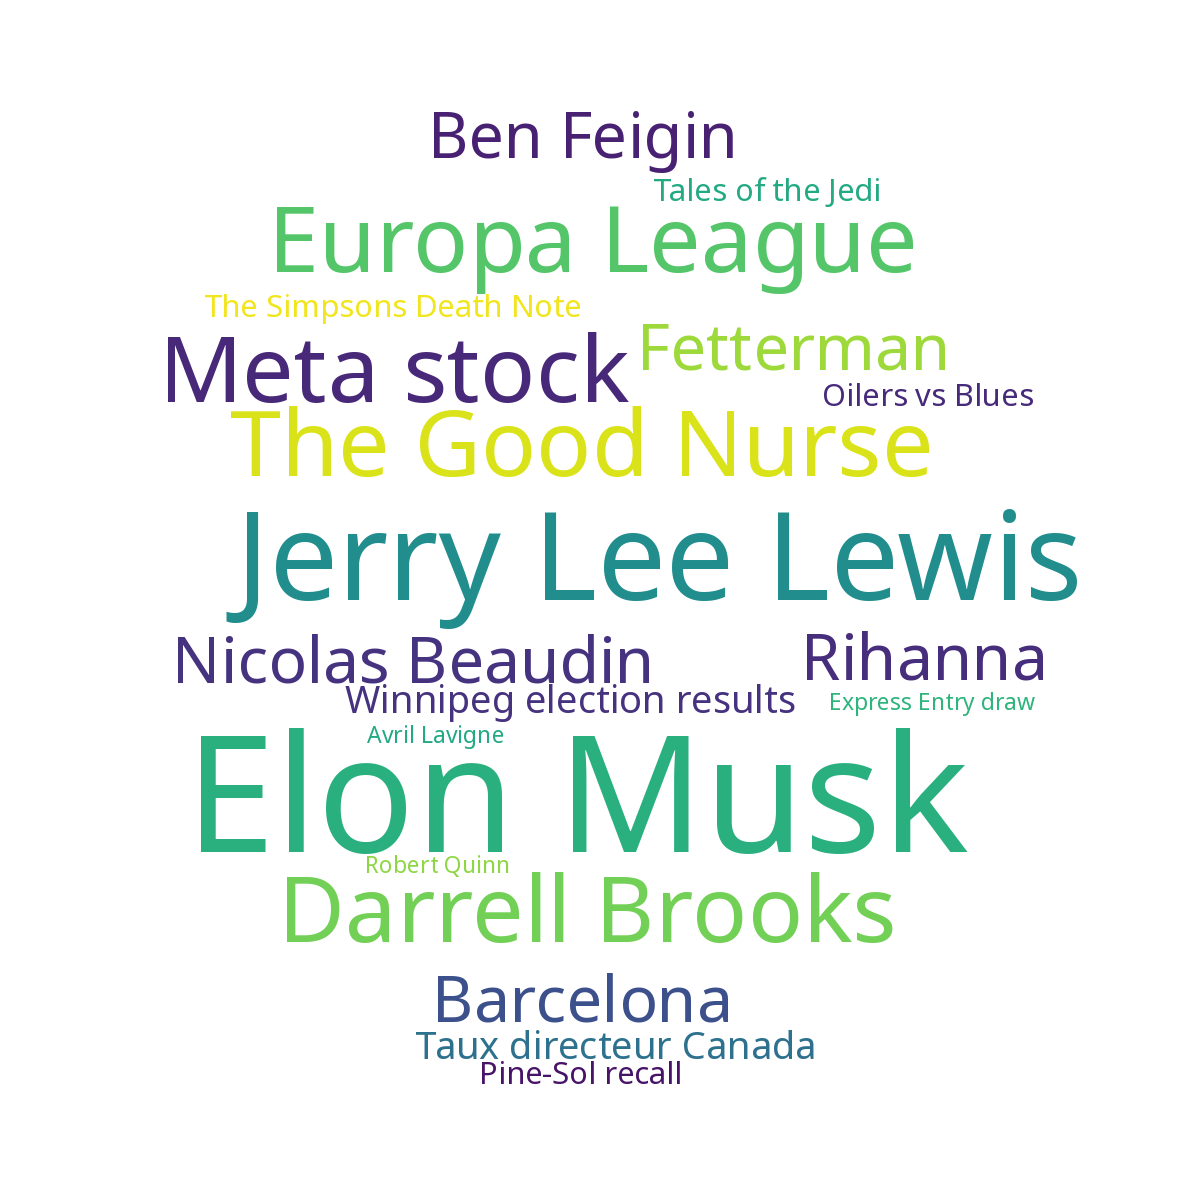 Ben Feigin
Tales of the Jedi
Europa League
The Simpsons Death Note
Fetterman
Meta stock
Oilers vs Blues
The Good Nurse
Jerry Lee Lewis
Nicolas Beaudin
Rihanna
Winnipeg election results
Express Entry draw
Avril Lavigne
Elon Musk
Robert Quinn
Darrell Brooks
Barcelona
Taux directeur Canada
Pine-Sol recall